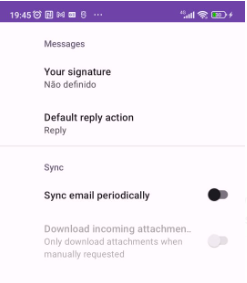 19:45
Messages
Your signature
Não definido
Default reply action
Reply
Sync
Sync email periodically
Download incoming attachmen..
Only download attachments when
manually requested